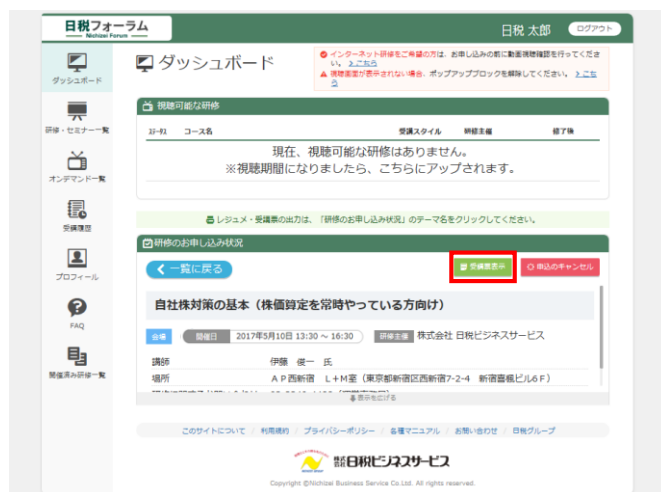 日税フォーラム
Nichizei Forum
日税 太郎
ログアウト
ダッシュボード
研修・セミナー一覧
オンデマンド一覧
受講履歴
プロフィール
FAQ
開催済み研修一覧
ダッシュボード
インターネット研修をご希望の方は、お申し込みの前に動画視聴確認を行ってください。 >こちら
視聴画面が表示されない場合、ポップアップブロックを解除してください。 >こちら
視聴可能な研修
ｽﾃｰﾀｽ コース名 受講スタイル 研修主催 修了後
現在、視聴可能な研修はありません。
※視聴期間になりましたら、こちらにアップされます。
レジュメ・受講票の出力は、「研修のお申し込み状況」のテーマ名をクリックしてください。
研修のお申し込み状況
一覧に戻る
受講票表示
申込のキャンセル
自社株対策の基本（株価算定を常時やっている方向け）
会場 開催日 2017年5月10日 13:30 ～ 16:30 研修主催 株式会社 日税ビジネスサービス
講師 伊藤 俊一 氏
場所 ＡＰ西新宿 Ｌ+Ｍ室（東京都新宿区西新宿7-2-4 新宿喜楓ビル6Ｆ）
表示を広げる
このサイトについて / 利用規約 / プライバシーポリシー / 各種マニュアル / お問い合わせ / 日税グループ
株式会社日税ビジネスサービス
Copyright ©Nichizei Business Service Co.Ltd. All rights reserved.